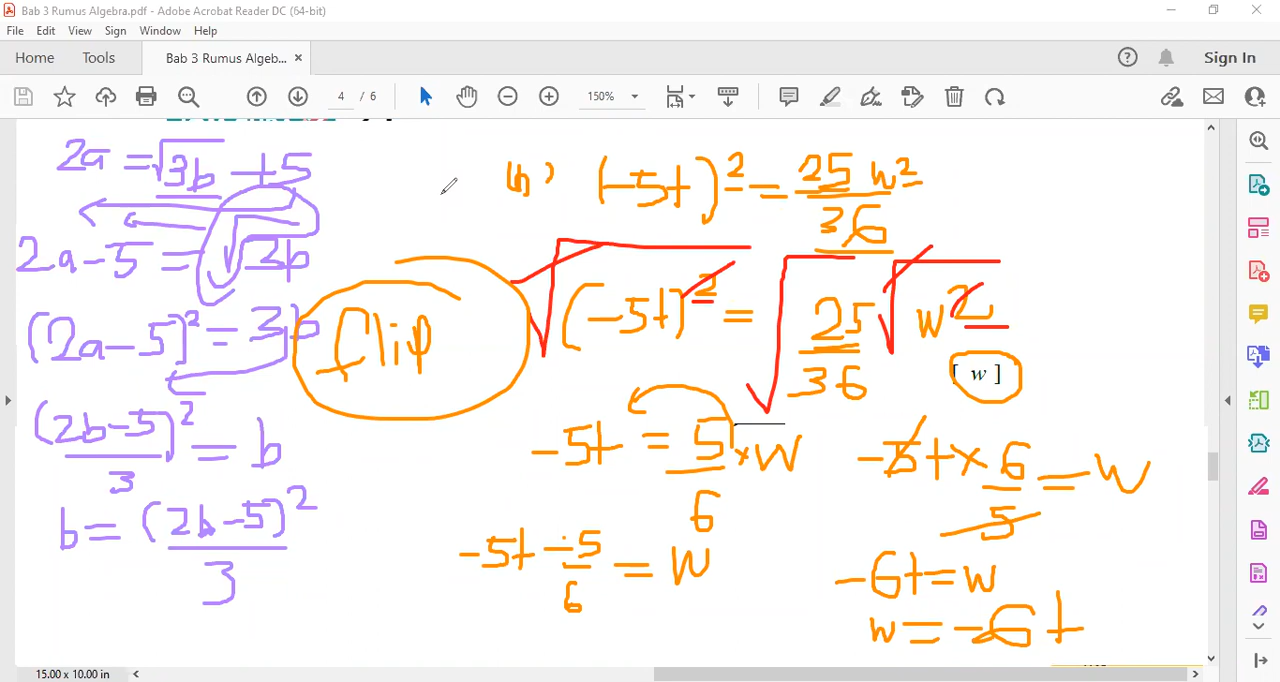 Bab 3 Rumus Algebra.pdf - Adobe Acrobat Reader DC (64-bit)
File Edit View Sign Window Help
Home Tools Bab 3 Rumus Algeb... × Sign In
4 / 6 150%
2a = √3b + 5
2a - 5 = √3b
(2a - 5)² = 3b
(2b - 5)² / 3 = b
b = (2b - 5)² / 3
flip
(h) (-5t)² = 25 w² / 36
√(-5t)² = √25/36 √w²
[ w ]
-5t = 5/6 × w
-5t ÷ 5/6 = w
-5t × 6/5 = w
-6t = w
w = -6t
15.00 x 10.00 in